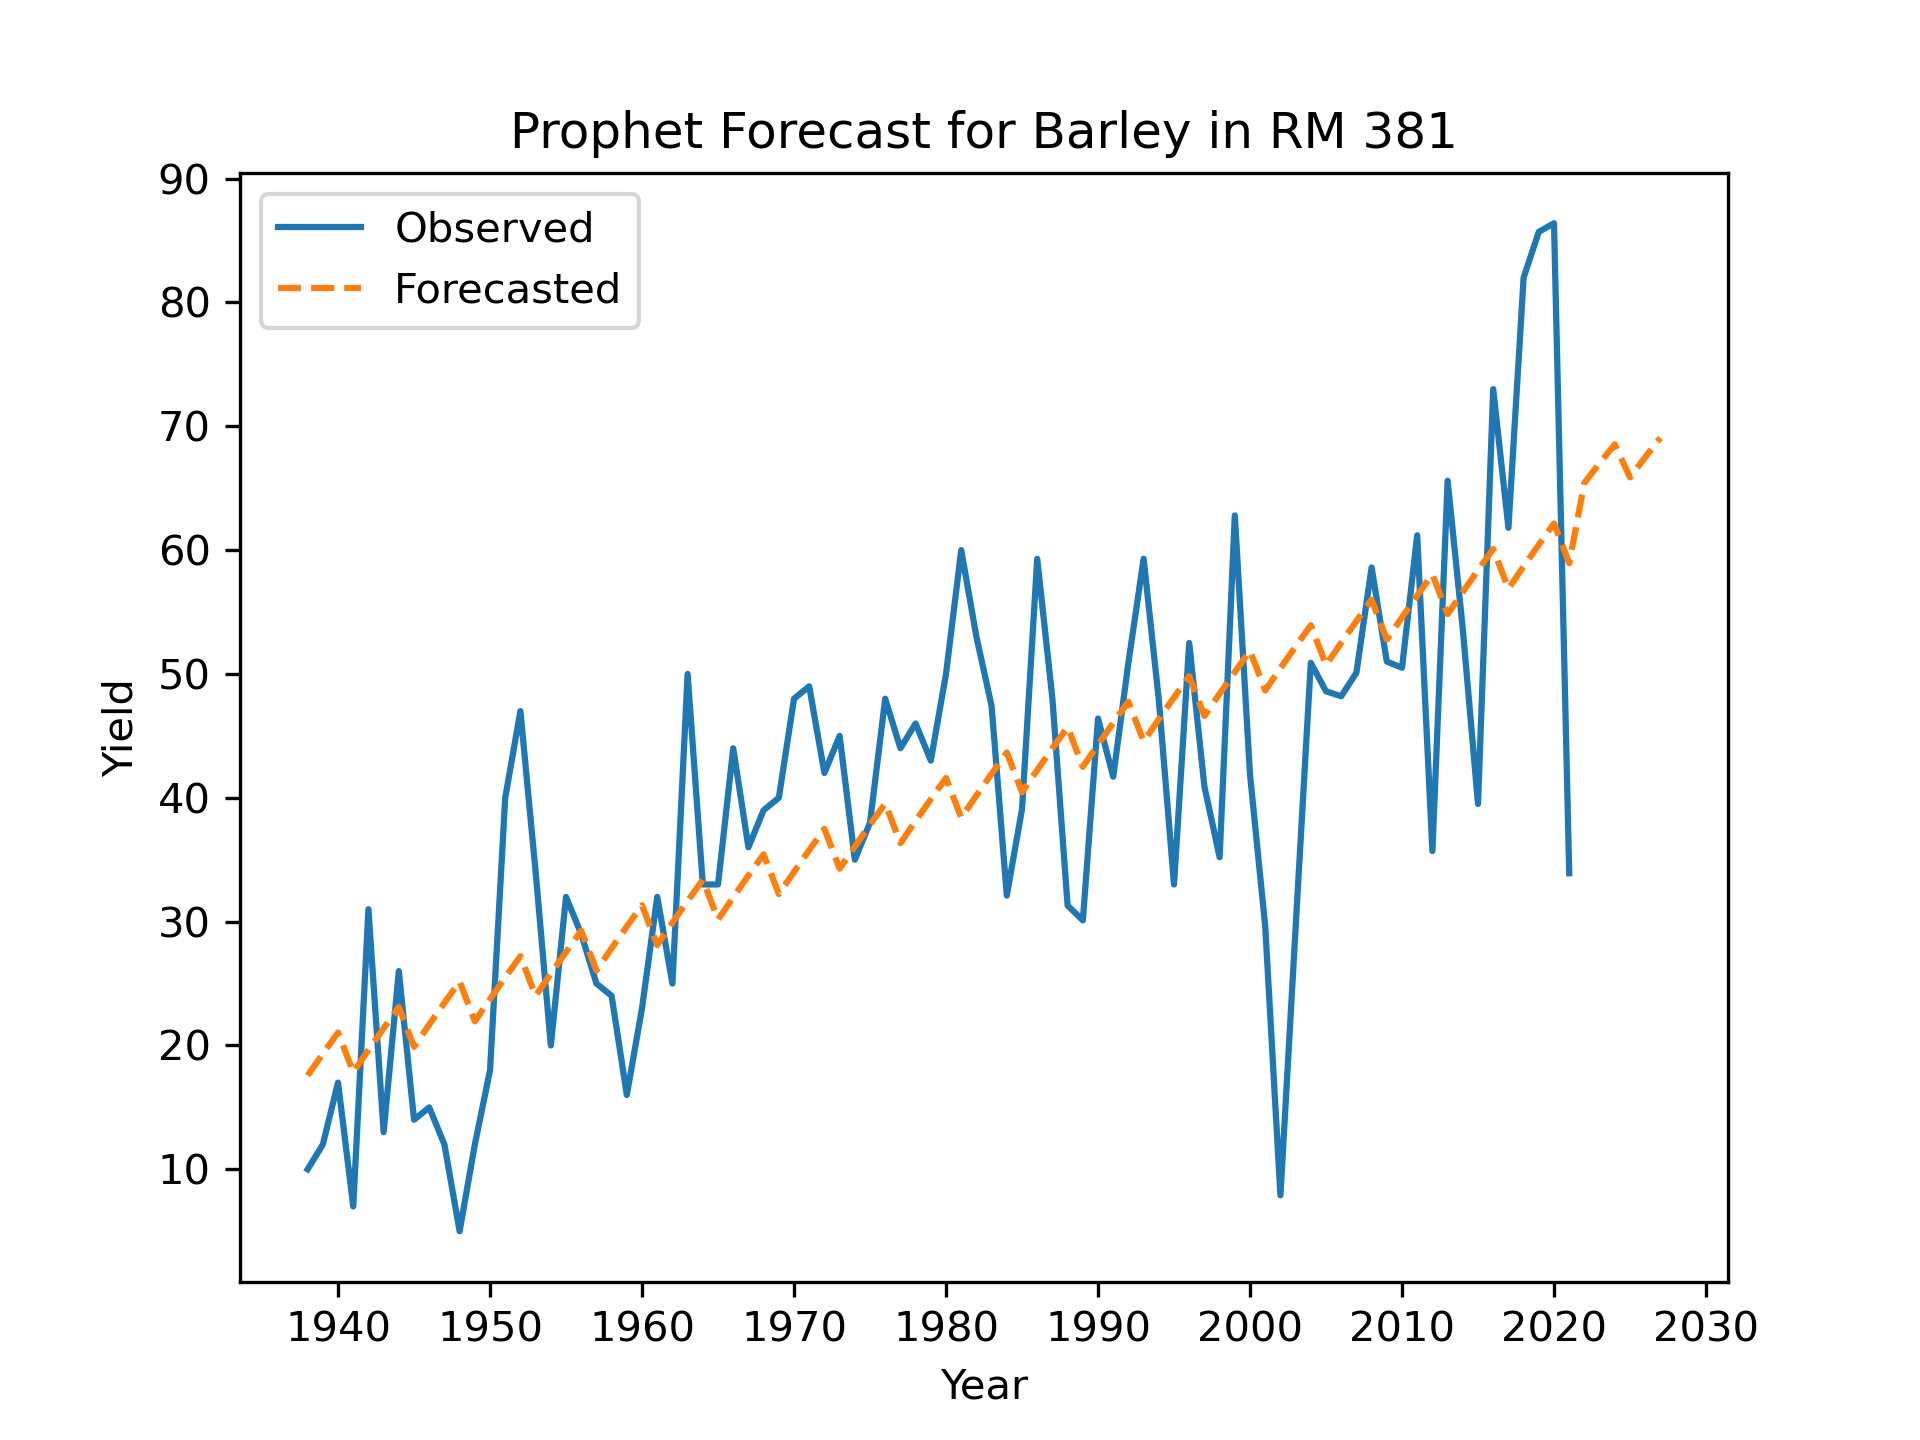 Prophet Forecast for Barley in RM 381
Observed
Forecasted
90
80
70
60
50
40
30
20
10
Yield
1940 1950 1960 1970 1980 1990 2000 2010 2020 2030
Year